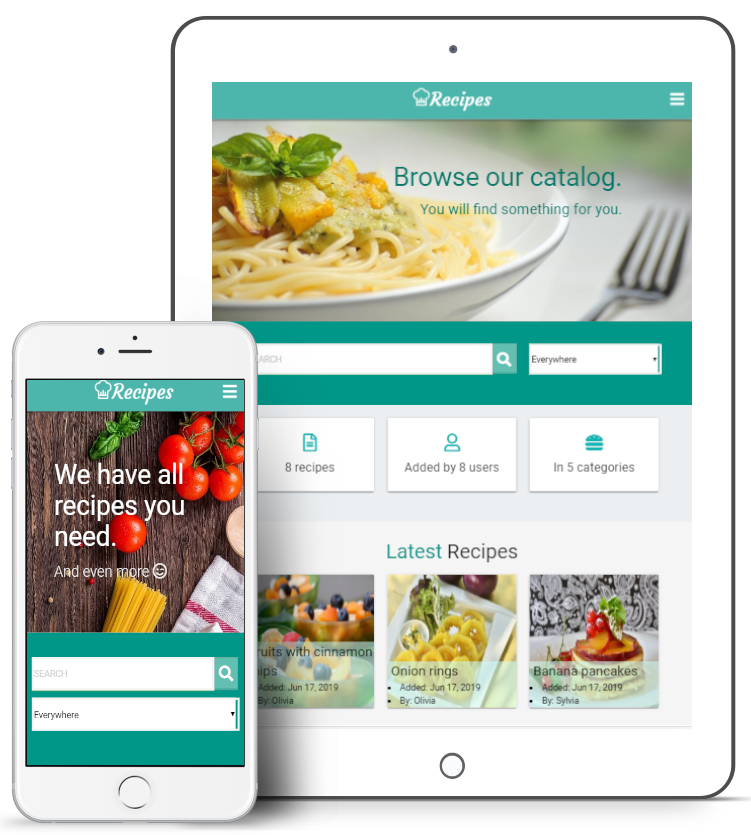 Recipes
Browse our catalog.
You will find something for you.
ARCH
Everywhere
8 recipes
Added by 8 users
In 5 categories
Latest Recipes
ruits with cinnamon
ips
Added: Jun 17, 2019
By: Olivia
Onion rings
Added: Jun 17, 2019
By: Olivia
Banana pancakes
Added: Jun 17, 2019
By: Sylvia
Recipes
We have all
recipes you
need.
And even more
SEARCH
Everywhere